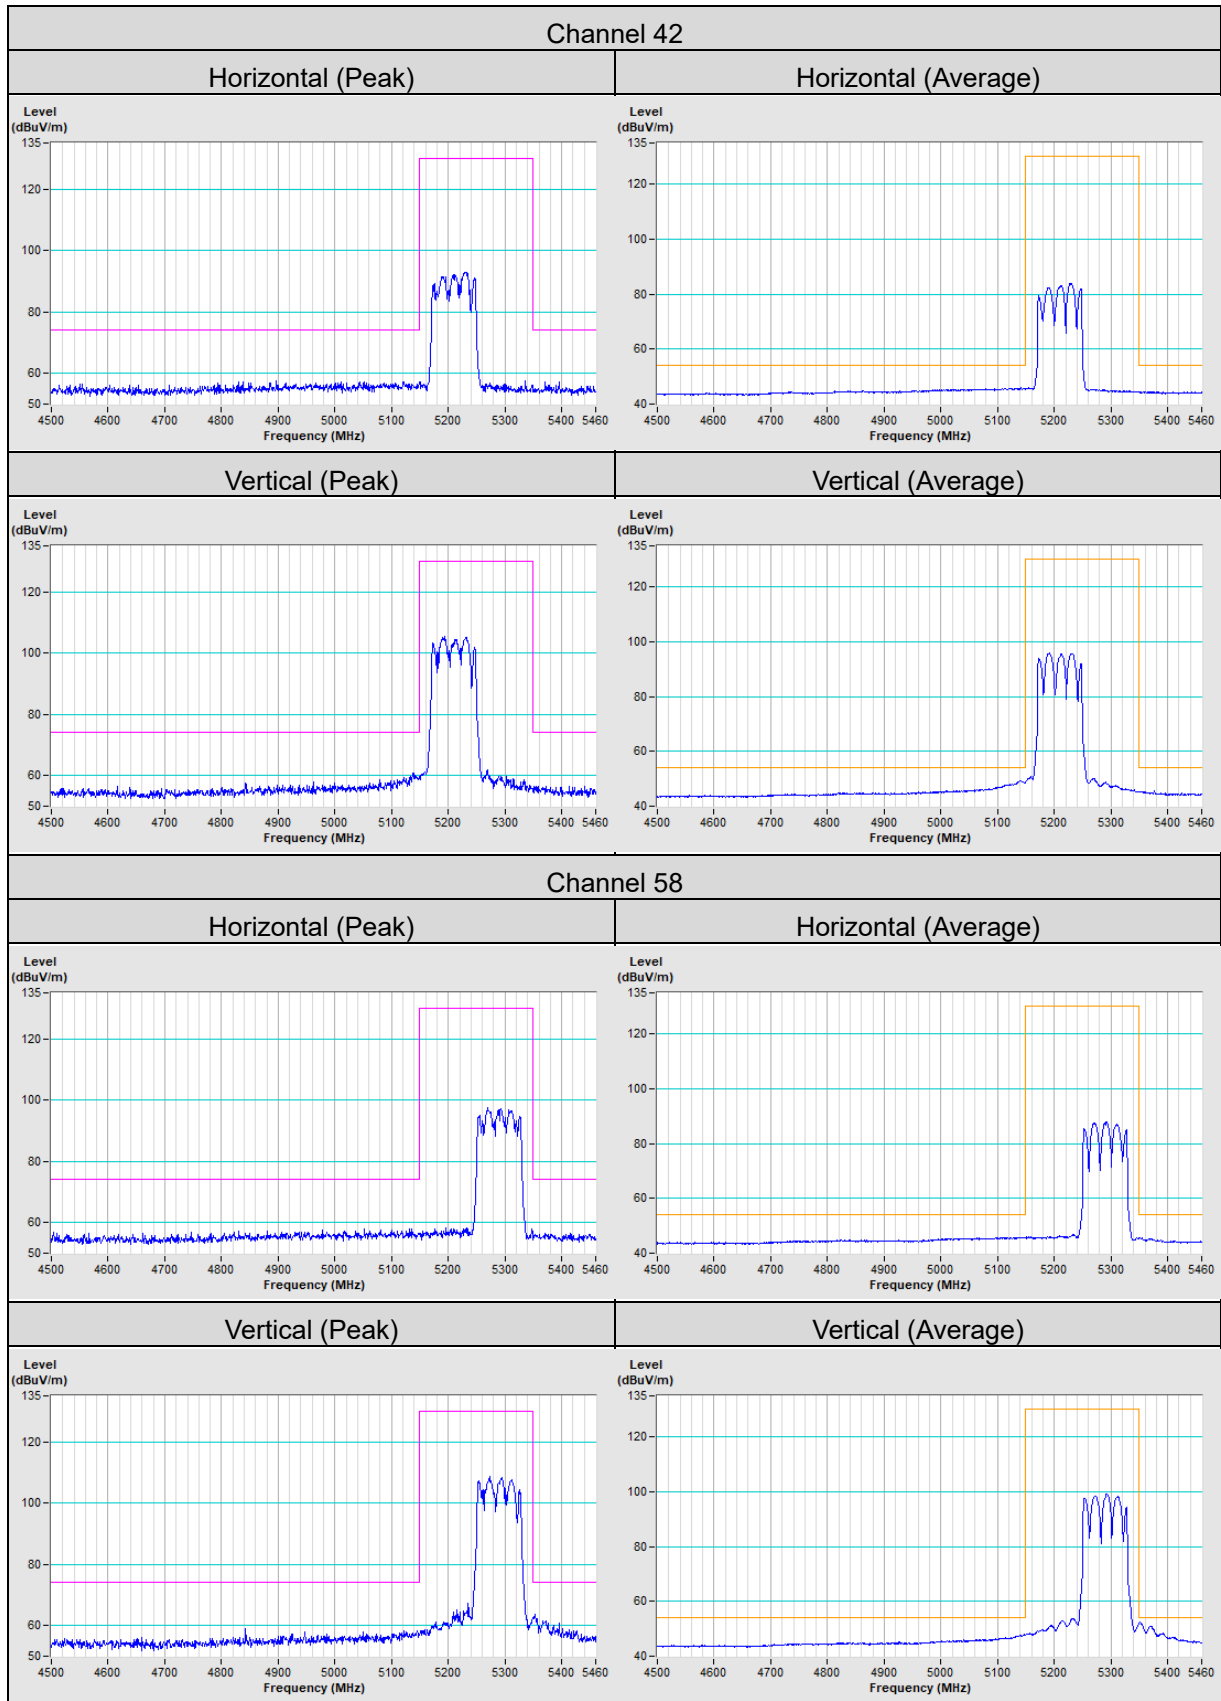 Channel 42
Horizontal (Peak) Horizontal (Average)
Level Level
(dBuV/m) (dBuV/m)
135 135
120 120
100 100
80 80
60 60
50 40
4500 4600 4700 4800 4900 5000 5100 5200 5300 5400 5460 4500 4600 4700 4800 4900 5000 5100 5200 5300 5400 5460
Frequency (MHz) Frequency (MHz)
Vertical (Peak) Vertical (Average)
Level Level
(dBuV/m) (dBuV/m)
135 135
120 120
100 100
80 80
60 60
50 40
4500 4600 4700 4800 4900 5000 5100 5200 5300 5400 5460 4500 4600 4700 4800 4900 5000 5100 5200 5300 5400 5460
Frequency (MHz) Frequency (MHz)
Channel 58
Horizontal (Peak) Horizontal (Average)
Level Level
(dBuV/m) (dBuV/m)
135 135
120 120
100 100
80 80
60 60
50 40
4500 4600 4700 4800 4900 5000 5100 5200 5300 5400 5460 4500 4600 4700 4800 4900 5000 5100 5200 5300 5400 5460
Frequency (MHz) Frequency (MHz)
Vertical (Peak) Vertical (Average)
Level Level
(dBuV/m) (dBuV/m)
135 135
120 120
100 100
80 80
60 60
50 40
4500 4600 4700 4800 4900 5000 5100 5200 5300 5400 5460 4500 4600 4700 4800 4900 5000 5100 5200 5300 5400 5460
Frequency (MHz) Frequency (MHz)